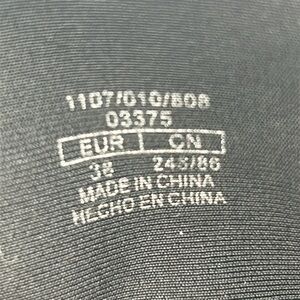 1107/010/808
03375
EUR CN
38 245/86
MADE IN CHINA
HECHO EN CHINA